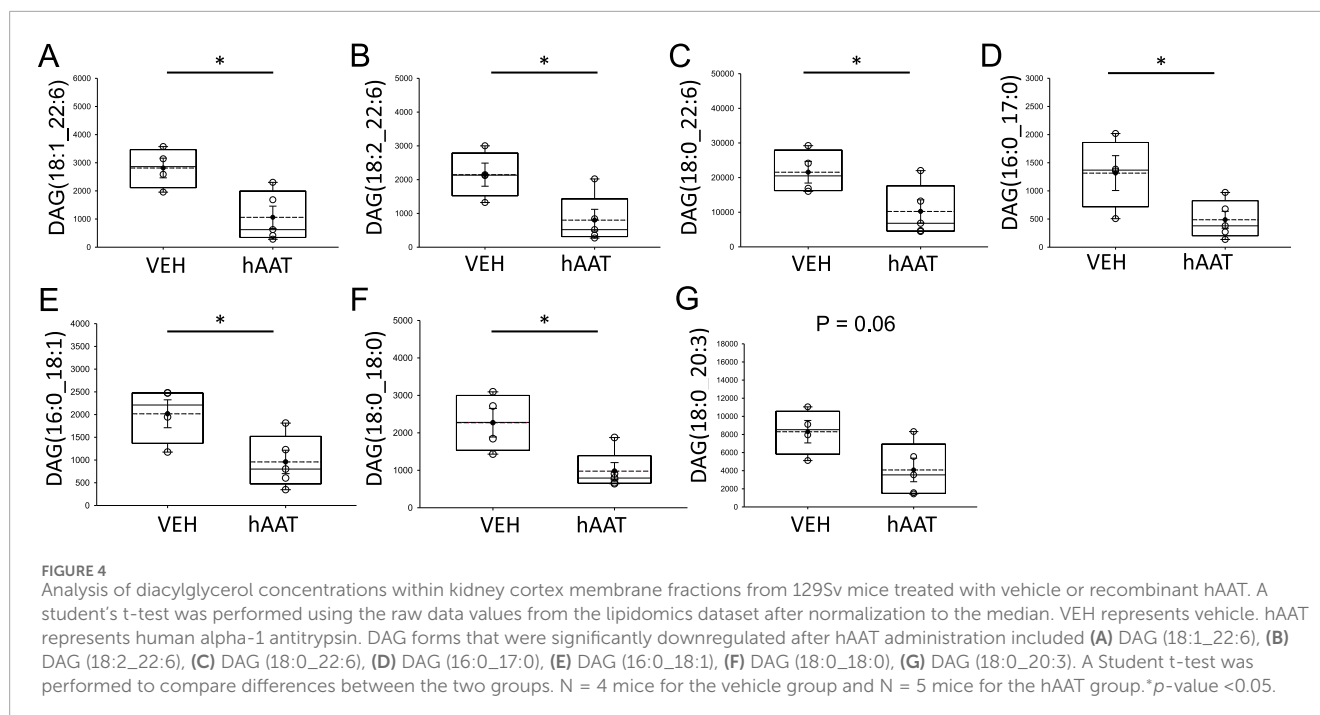 A
*
DAG(18:1_22:6)
6000
5000
4000
3000
2000
1000
0
VEH hAAT
B
*
DAG(18:2_22:6)
5000
4000
3000
2000
1000
0
VEH hAAT
C
*
DAG(18:0_22:6)
50000
40000
30000
20000
10000
0
VEH hAAT
D
*
DAG(16:0_17:0)
3000
2500
2000
1500
1000
500
0
VEH hAAT
E
*
DAG(16:0_18:1)
4000
3500
3000
2500
2000
1500
1000
500
0
VEH hAAT
F
*
DAG(18:0_18:0)
5000
4000
3000
2000
1000
0
VEH hAAT
G
P = 0.06
DAG(18:0_20:3)
18000
16000
14000
12000
10000
8000
6000
4000
2000
0
VEH hAAT
FIGURE 4
Analysis of diacylglycerol concentrations within kidney cortex membrane fractions from 129Sv mice treated with vehicle or recombinant hAAT. A
student's t-test was performed using the raw data values from the lipidomics dataset after normalization to the median. VEH represents vehicle. hAAT
represents human alpha-1 antitrypsin. DAG forms that were significantly downregulated after hAAT administration included (A) DAG (18:1_22:6), (B)
DAG (18:2_22:6), (C) DAG (18:0_22:6), (D) DAG (16:0_17:0), (E) DAG (16:0_18:1), (F) DAG (18:0_18:0), (G) DAG (18:0_20:3). A Student t-test was
performed to compare differences between the two groups. N = 4 mice for the vehicle group and N = 5 mice for the hAAT group.*p-value <0.05.